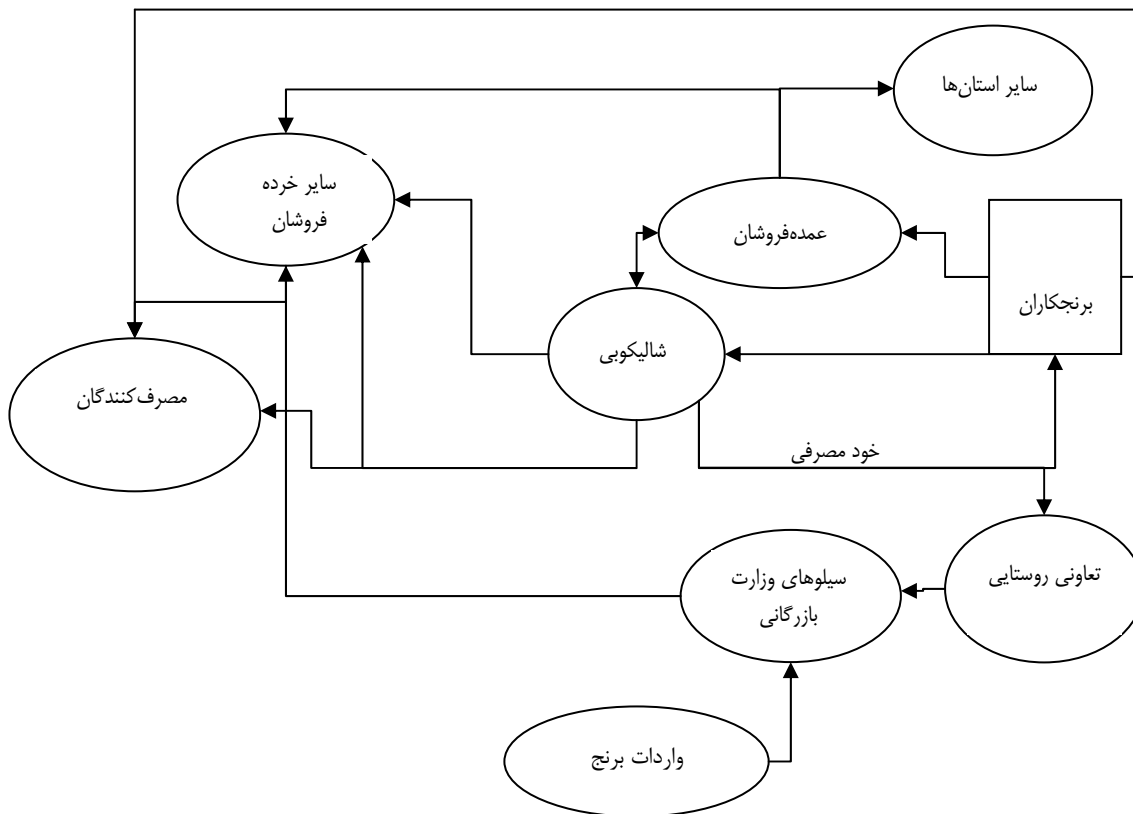 سایر استان‌ها
سایر خرده
فروشان
عمده‌فروشان
برنجکاران
شالیکوبی
مصرف‌کنندگان
خود مصرفی
تعاونی روستایی
سیلوهای وزارت
بازرگانی
واردات برنج